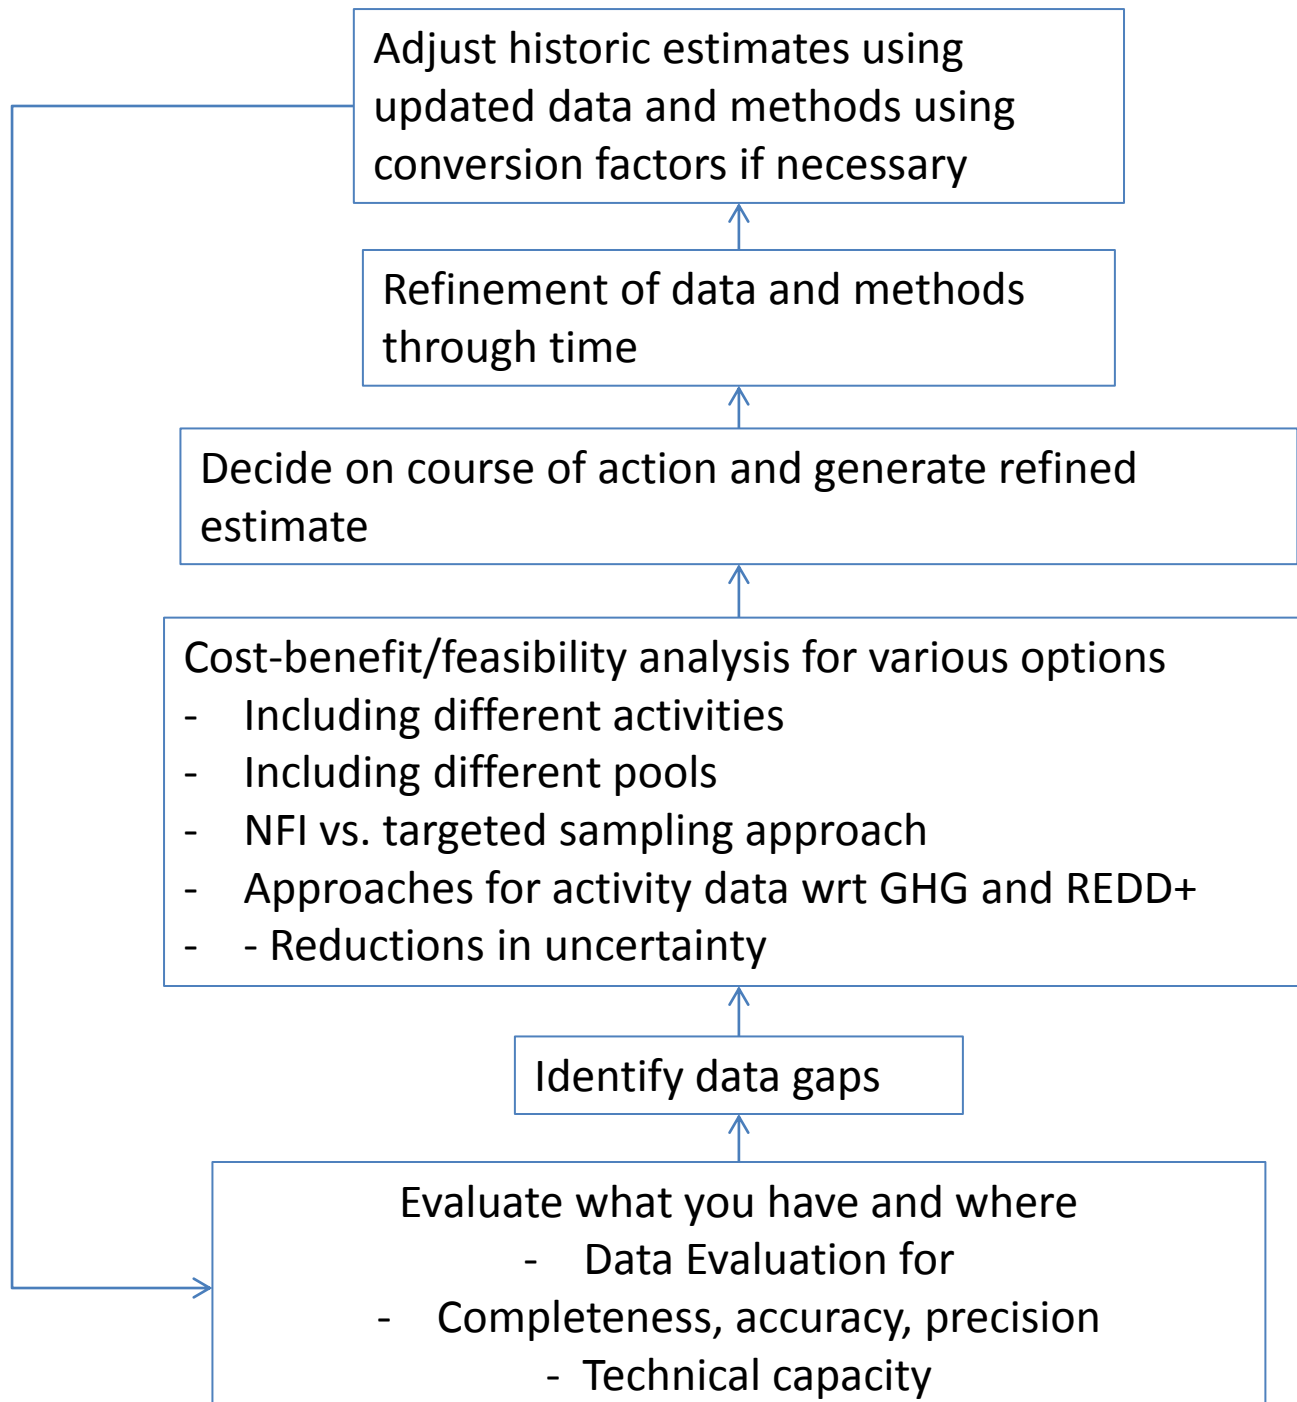 Adjust historic estimates using
updated data and methods using
conversion factors if necessary
Refinement of data and methods
through time
Decide on course of action and generate refined
estimate
Cost-benefit/feasibility analysis for various options
- Including different activities
- Including different pools
- NFI vs. targeted sampling approach
- Approaches for activity data wrt GHG and REDD+
- - Reductions in uncertainty
Identify data gaps
Evaluate what you have and where
- Data Evaluation for
- Completeness, accuracy, precision
- Technical capacity